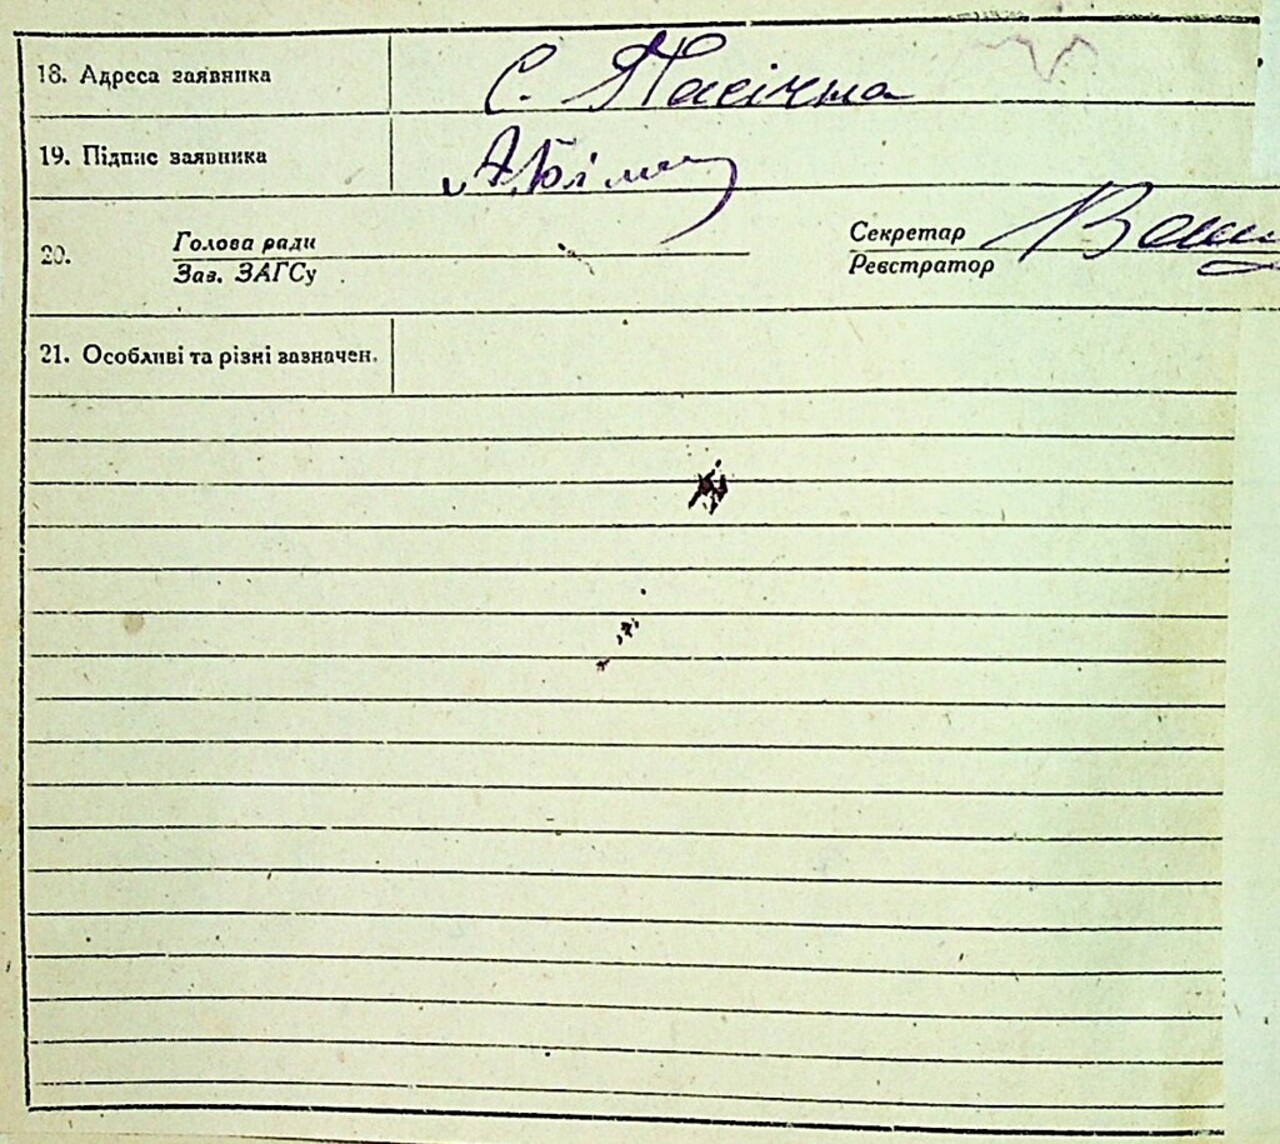 18. Адреса заявника С. Пасічна
19. Підпис заявника
20. Голова ради Секретар
Зав. ЗАГСу Реєстратор
21. Особливі та різні зазначен.